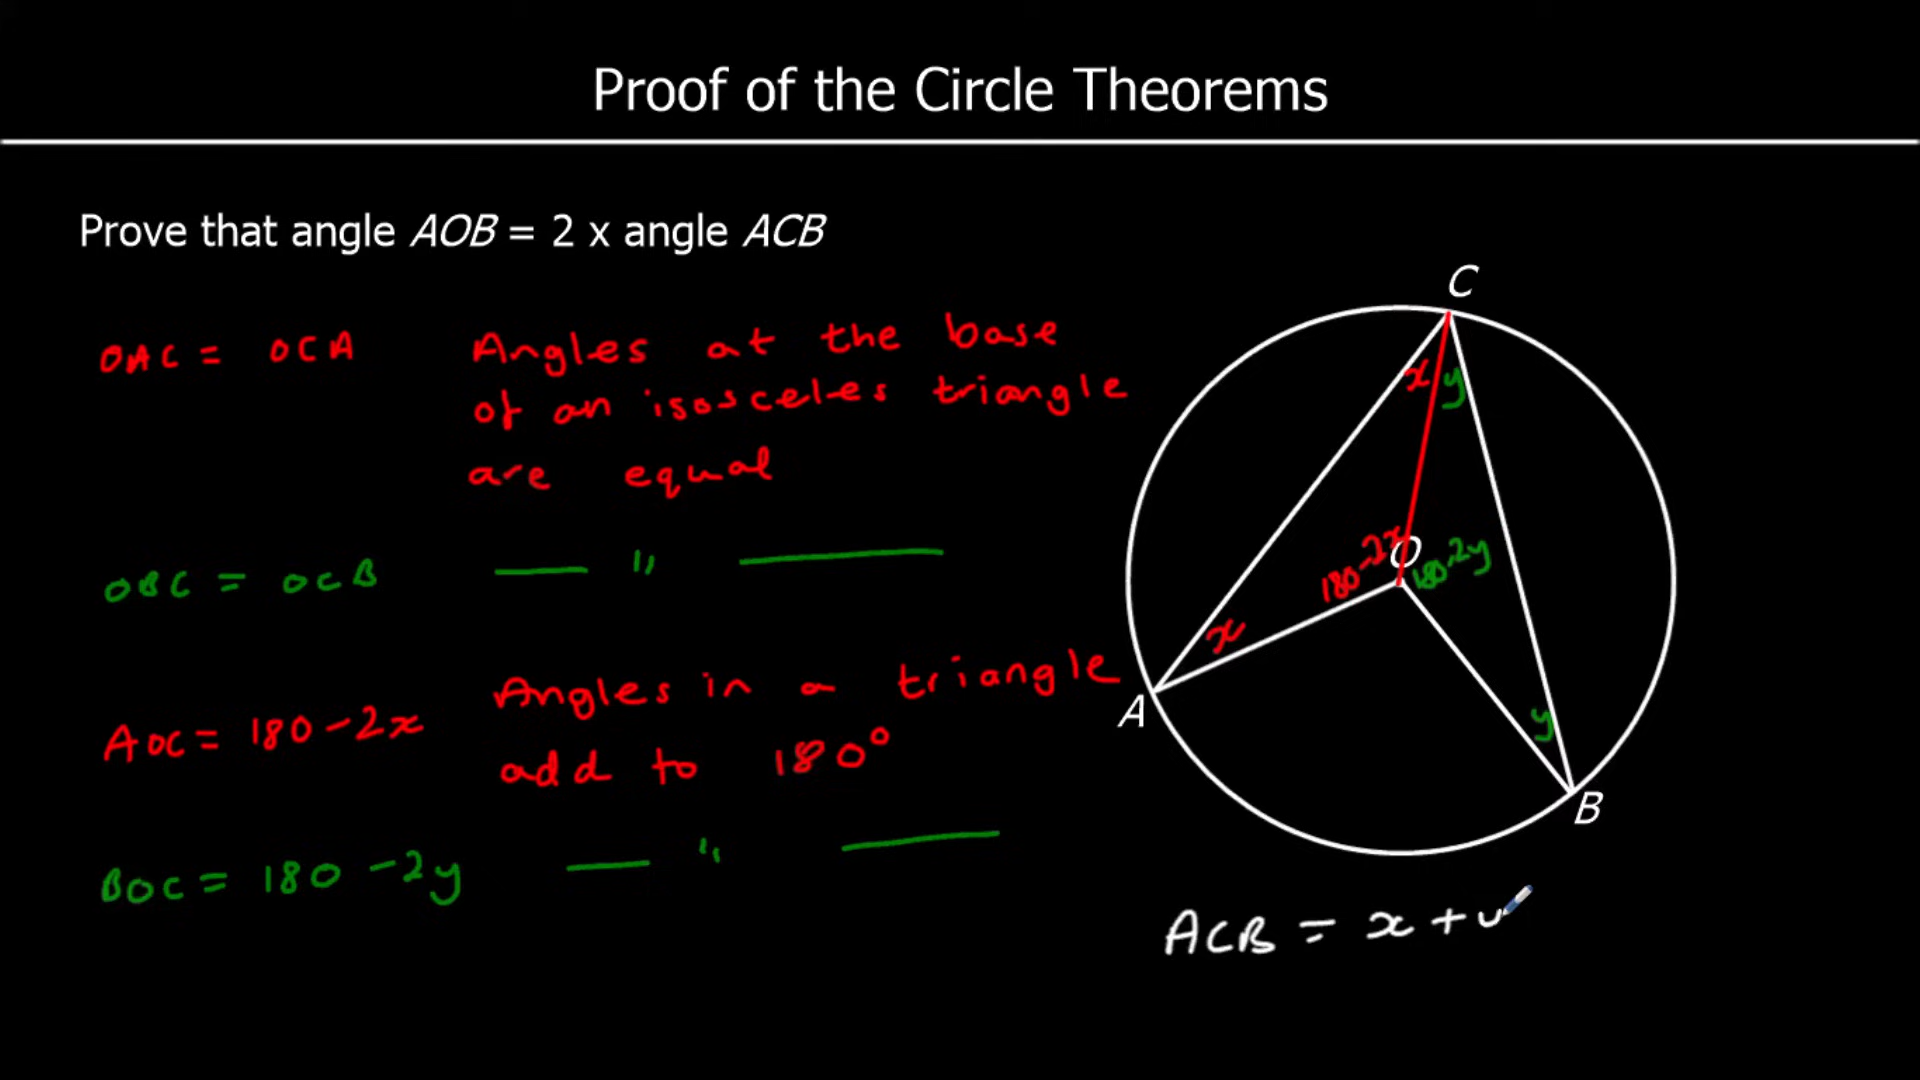 Proof of the Circle Theorems
Prove that angle AOB = 2 x angle ACB
OAC = OCA Angles at the base
of an isosceles triangle
are equal
OBC = OCB — " —
AOC = 180 - 2x Angles in a triangle
add to 180°
BOC = 180 - 2y — " —
C
x y
180-2x O 180-2y
x
A
y
B
ACB = x +